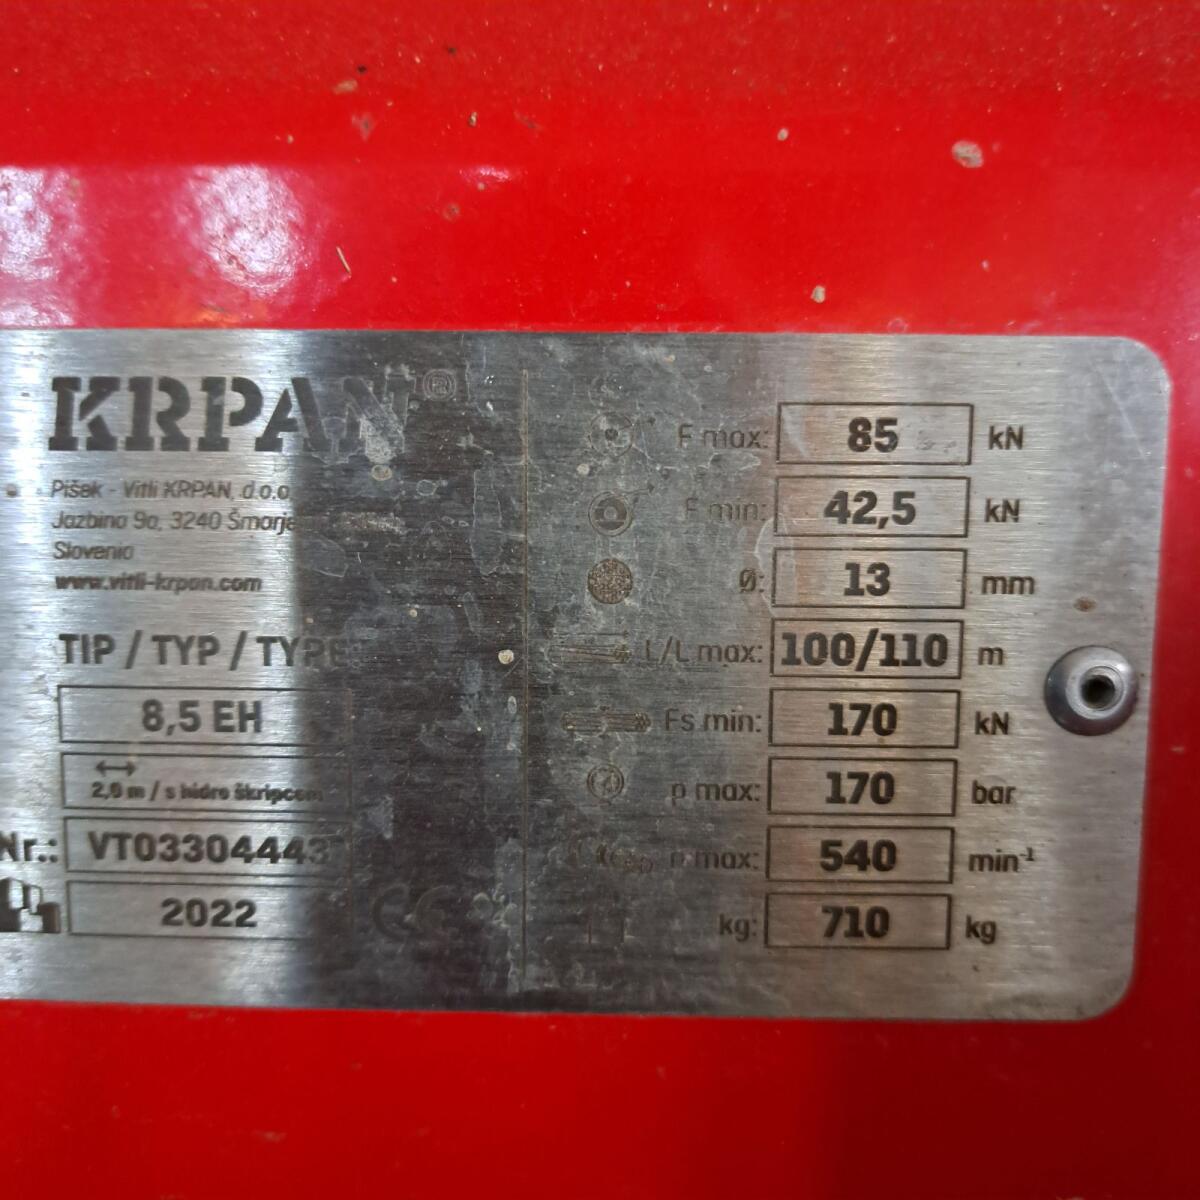 KRPAN®
Pišek - Vitli KRPAN, d.o.o.
Jazbina 9a, 3240 Šmarje
Slovenia
www.vitli-krpan.com
TIP / TYP / TYPE
8,5 EH
2,0 m / s hidro škripcem
Nr.: VT03304443
2022
CE
F max: 85 kN
F min: 42,5 kN
Ø: 13 mm
L/L max: 100/110 m
Fs min: 170 kN
p max: 170 bar
n max: 540 min-1
kg: 710 kg